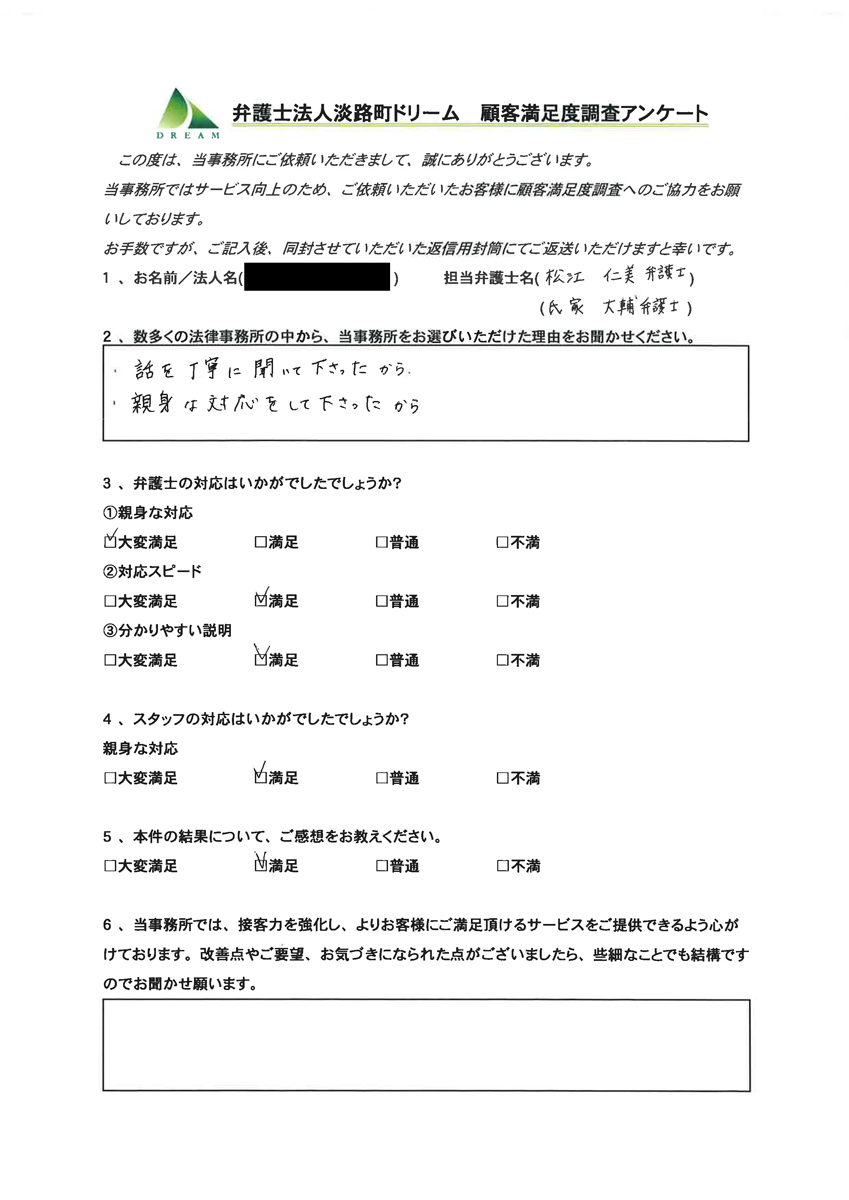 DREAM
弁護士法人淡路町ドリーム　顧客満足度調査アンケート
この度は、当事務所にご依頼いただきまして、誠にありがとうございます。
当事務所ではサービス向上のため、ご依頼いただいたお客様に顧客満足度調査へのご協力をお願
いしております。
お手数ですが、ご記入後、同封させていただいた返信用封筒にてご返送いただけますと幸いです。
1、お名前／法人名(　) 担当弁護士名(松江　仁美弁護士)
(氏家　大輔弁護士)
2、数多くの法律事務所の中から、当事務所をお選びいただけた理由をお聞かせください。
・話を丁寧に聞いて下さったから.
・親身な対応をして下さったから
3、弁護士の対応はいかがでしたでしょうか?
①親身な対応
☑大変満足 □満足 □普通 □不満
②対応スピード
□大変満足 ☑満足 □普通 □不満
③分かりやすい説明
□大変満足 ☑満足 □普通 □不満
4、スタッフの対応はいかがでしたでしょうか?
親身な対応
□大変満足 ☑満足 □普通 □不満
5、本件の結果について、ご感想をお教えください。
□大変満足 ☑満足 □普通 □不満
6、当事務所では、接客力を強化し、よりお客様にご満足頂けるサービスをご提供できるよう心が
けております。改善点やご要望、お気づきになられた点がございましたら、些細なことでも結構です
のでお聞かせ願います。